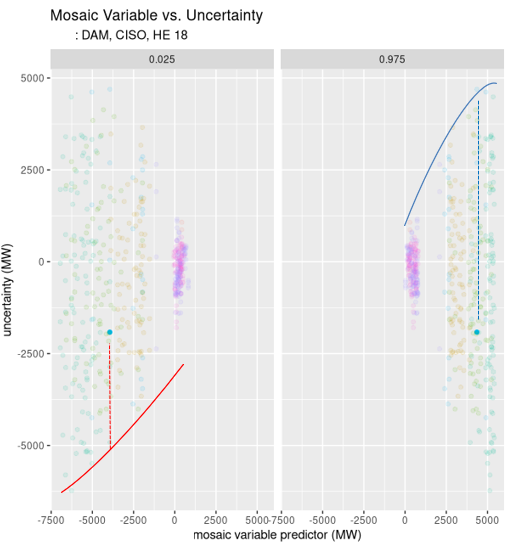 Mosaic Variable vs. Uncertainty
: DAM, CISO, HE 18
0.025 0.975
5000
2500
0
-2500
-5000
uncertainty (MW)
-7500 -5000 -2500 0 2500 5000 -7500 -5000 -2500 0 2500 5000
mosaic variable predictor (MW)